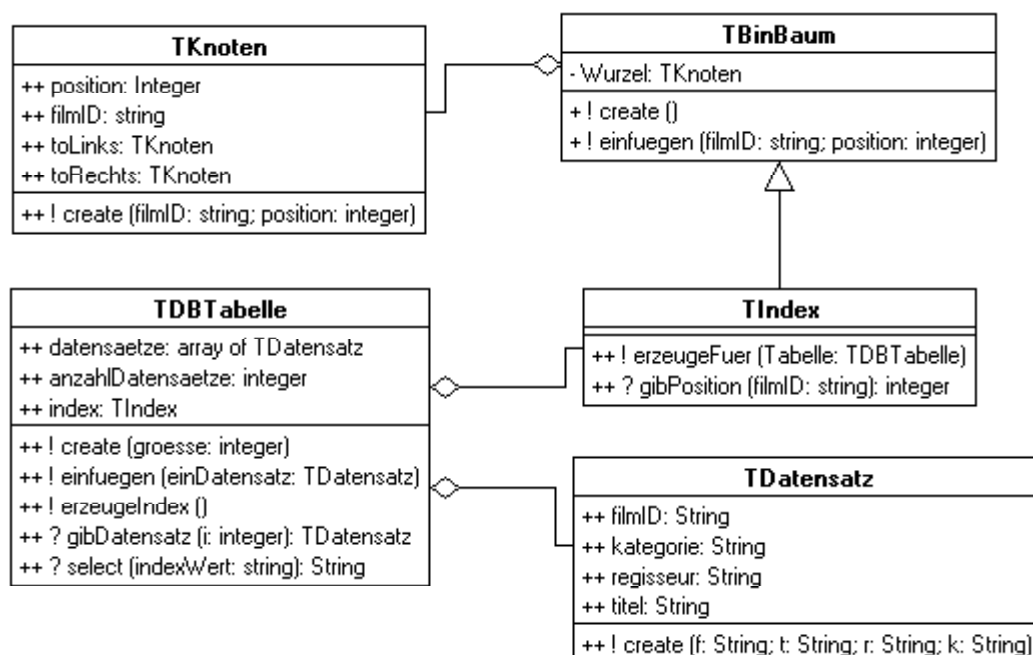 TKnoten
++ position: Integer
++ filmID: string
++ toLinks: TKnoten
++ toRechts: TKnoten
++ ! create (filmID: string; position: integer)
TBinBaum
- Wurzel: TKnoten
+ ! create ()
+ ! einfuegen (filmID: string; position: integer)
TDBTabelle
++ datensaetze: array of TDatensatz
++ anzahlDatensaetze: integer
++ index: TIndex
++ ! create (groesse: integer)
++ ! einfuegen (einDatensatz: TDatensatz)
++ ! erzeugeIndex ()
++ ? gibDatensatz (i: integer): TDatensatz
++ ? select (indexWert: string): String
TIndex
++ ! erzeugeFuer (Tabelle: TDBTabelle)
++ ? gibPosition (filmID: string): integer
TDatensatz
++ filmID: String
++ kategorie: String
++ regisseur: String
++ titel: String
++ ! create (f: String; t: String; r: String; k: String)